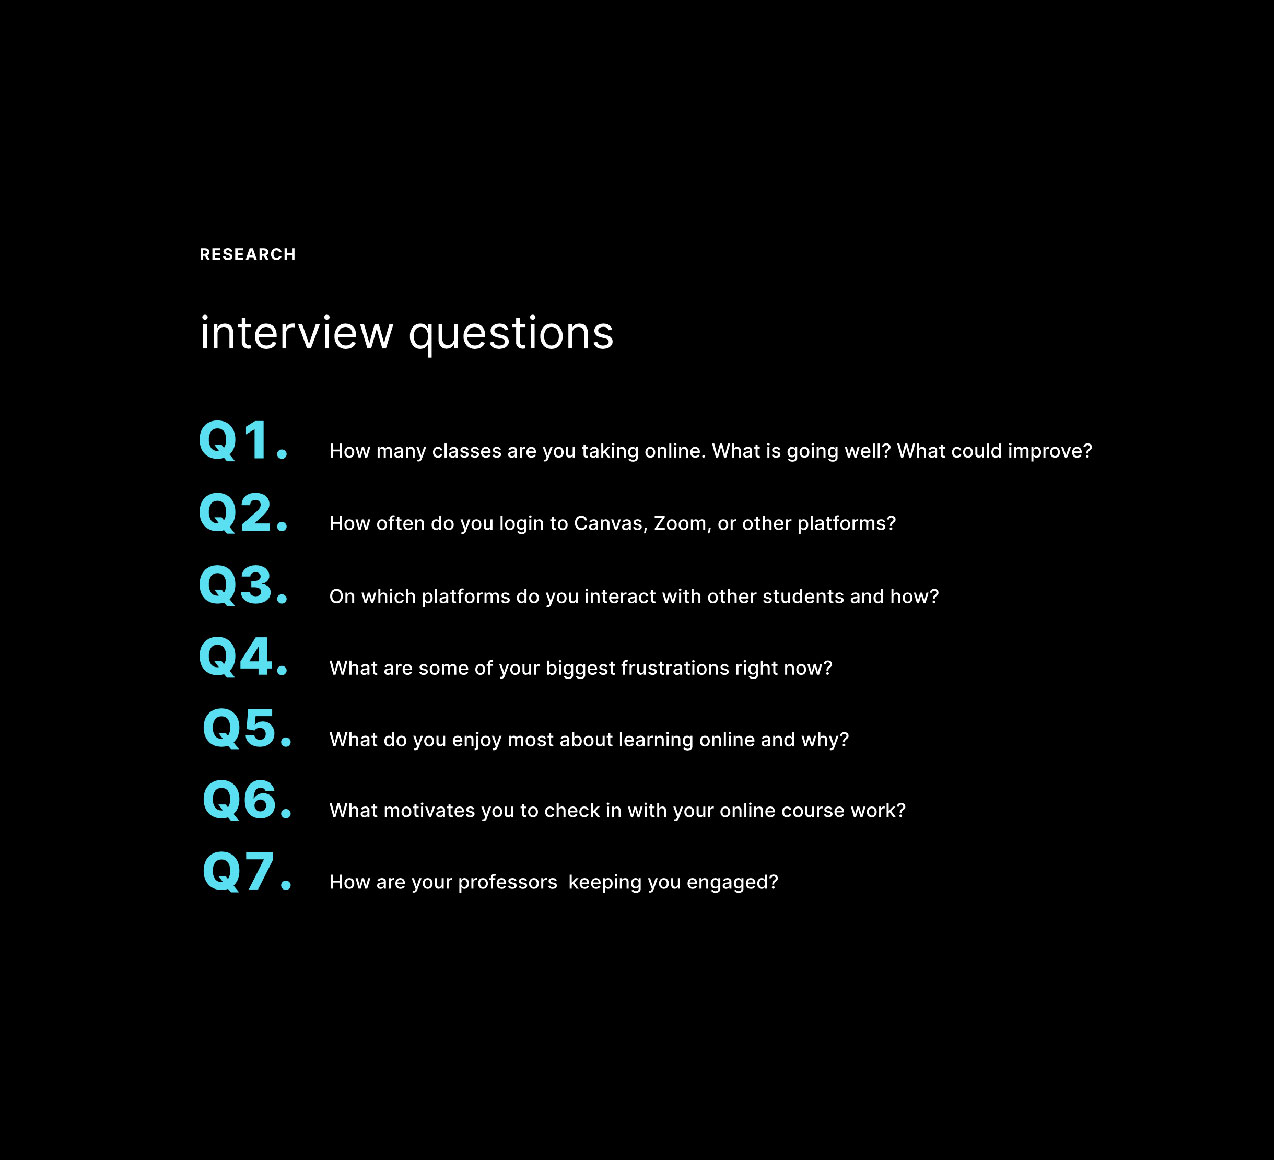 RESEARCH
interview questions
Q1. How many classes are you taking online. What is going well? What could improve?
Q2. How often do you login to Canvas, Zoom, or other platforms?
Q3. On which platforms do you interact with other students and how?
Q4. What are some of your biggest frustrations right now?
Q5. What do you enjoy most about learning online and why?
Q6. What motivates you to check in with your online course work?
Q7. How are your professors  keeping you engaged?